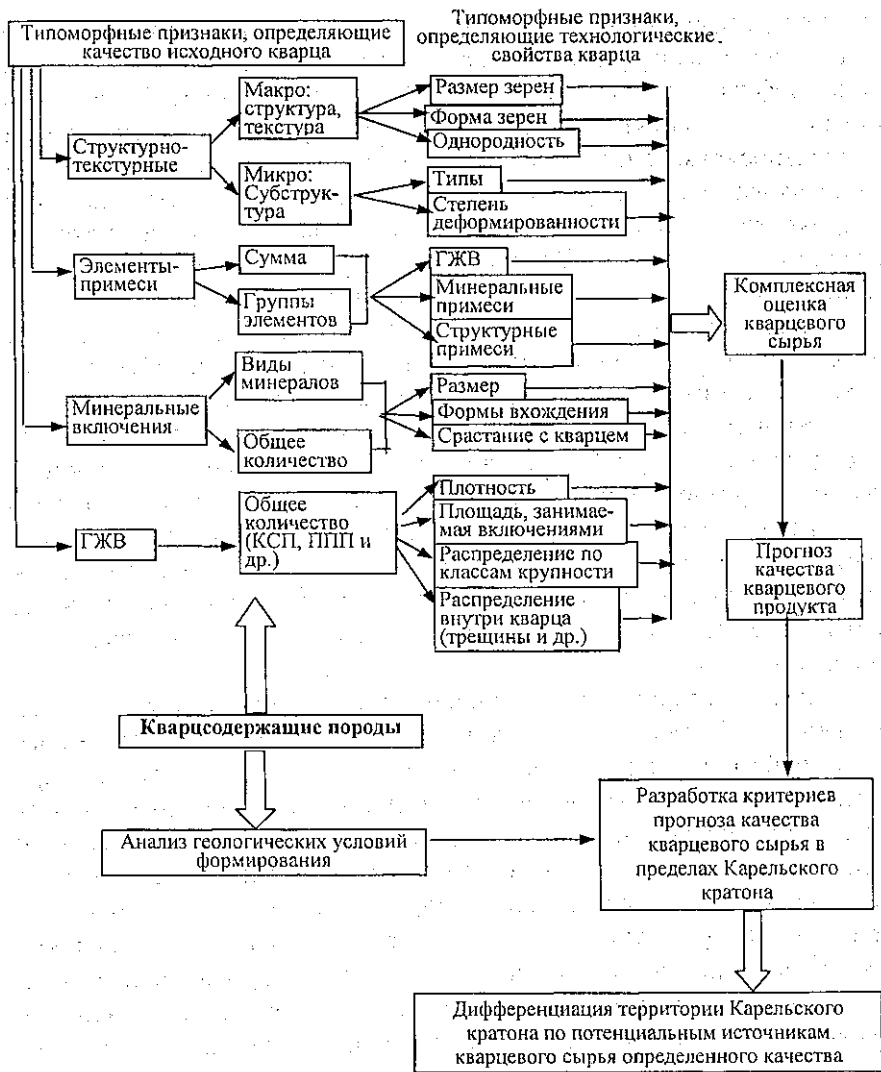 Типоморфные признаки, определяющие
качество исходного кварца
Типоморфные признаки,
определяющие технологические
свойства кварца
Структурно-
текстурные
Макро:
структура,
текстура
Размер зерен
Форма зерен
Однородность
Микро:
Субструк-
тура
Типы
Степень
деформированности
Элементы-
примеси
Сумма
Группы
элементов
ГЖВ
Минеральные
примеси
Структурные
примеси
Минеральные
включения
Виды
минералов
Общее
количество
Размер
Формы вхождения
Срастание с кварцем
ГЖВ
Общее
количество
(КСП, ППП и
др.)
Плотность
Площадь, занимае-
мая включениями
Распределение по
классам крупности
Распределение
внутри кварца
(трещины и др.)
Комплексная
оценка
кварцевого
сырья
Прогноз
качества
кварцевого
продукта
Кварцсодержащие породы
Анализ геологических условий
формирования
Разработка критериев
прогноза качества
кварцевого сырья в
пределах Карельского
кратона
Дифференциация территории Карельского
кратона по потенциальным источникам
кварцевого сырья определенного качества